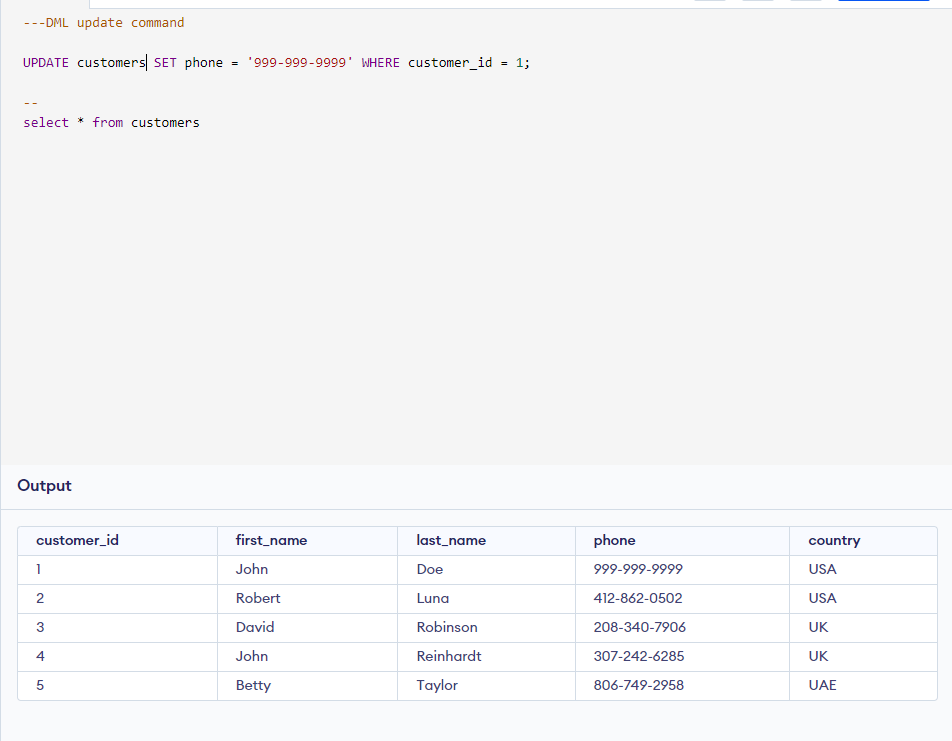 ---DML update command
UPDATE customers SET phone = '999-999-9999' WHERE customer_id = 1;
--
select * from customers
Output
customer_id first_name last_name phone country
1 John Doe 999-999-9999 USA
2 Robert Luna 412-862-0502 USA
3 David Robinson 208-340-7906 UK
4 John Reinhardt 307-242-6285 UK
5 Betty Taylor 806-749-2958 UAE